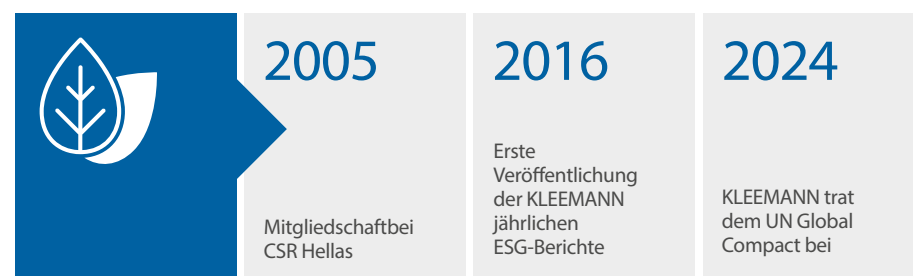 2005
Mitgliedschaftbei
CSR Hellas
2016
Erste
Veröffentlichung
der KLEEMANN
jährlichen
ESG-Berichte
2024
KLEEMANN trat
dem UN Global
Compact bei